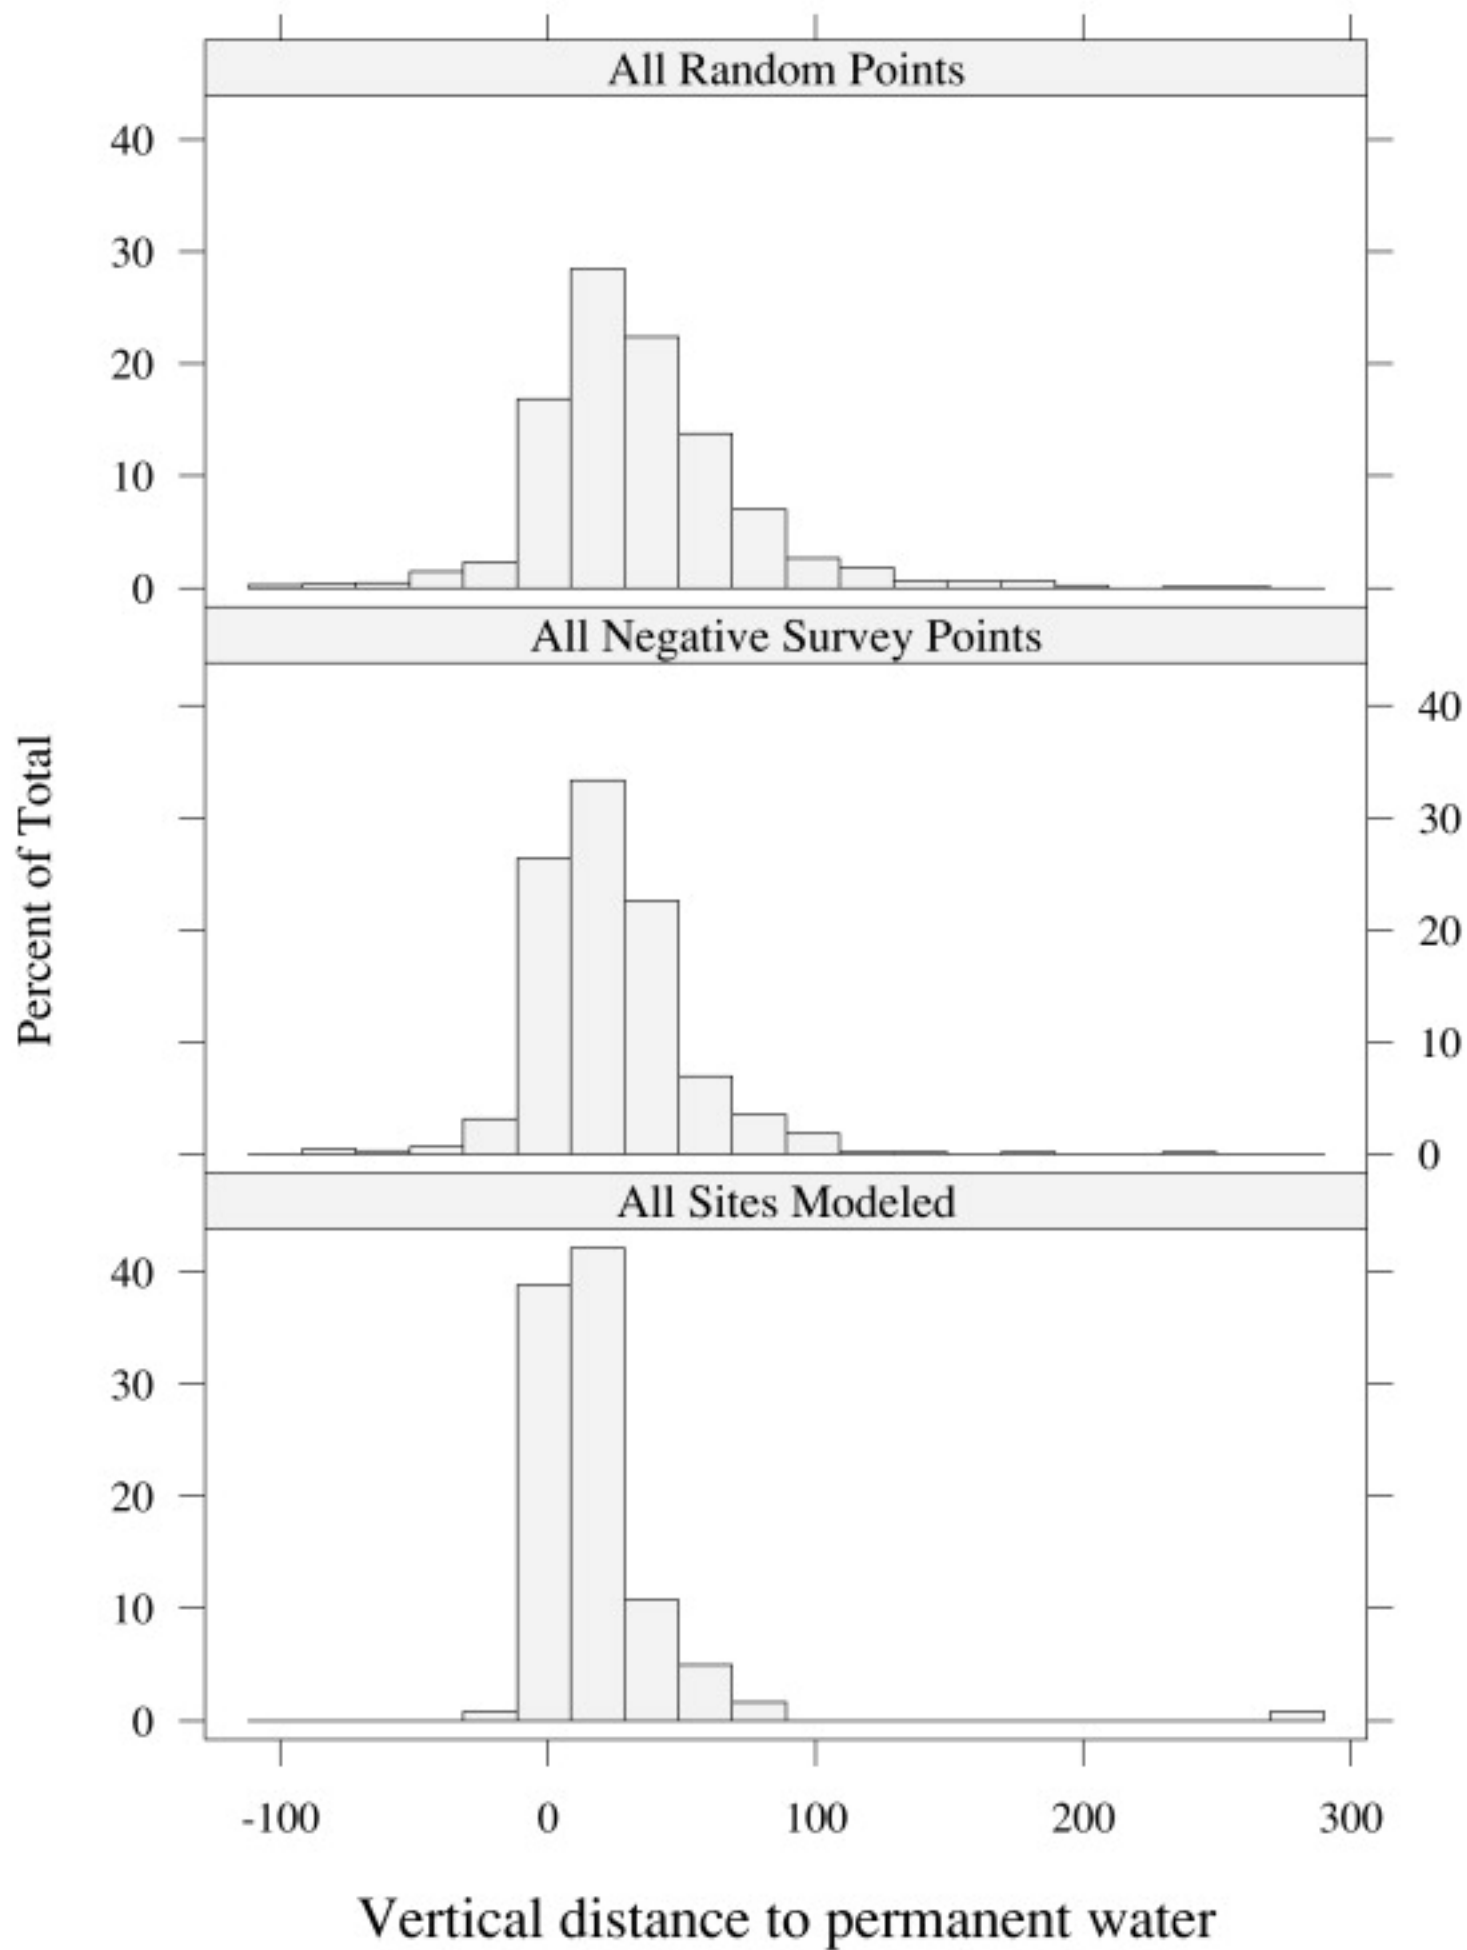 All Random Points
40
30
20
10
0
All Negative Survey Points
40
30
20
10
0
Percent of Total
All Sites Modeled
40
30
20
10
0
-100 0 100 200 300
Vertical distance to permanent water